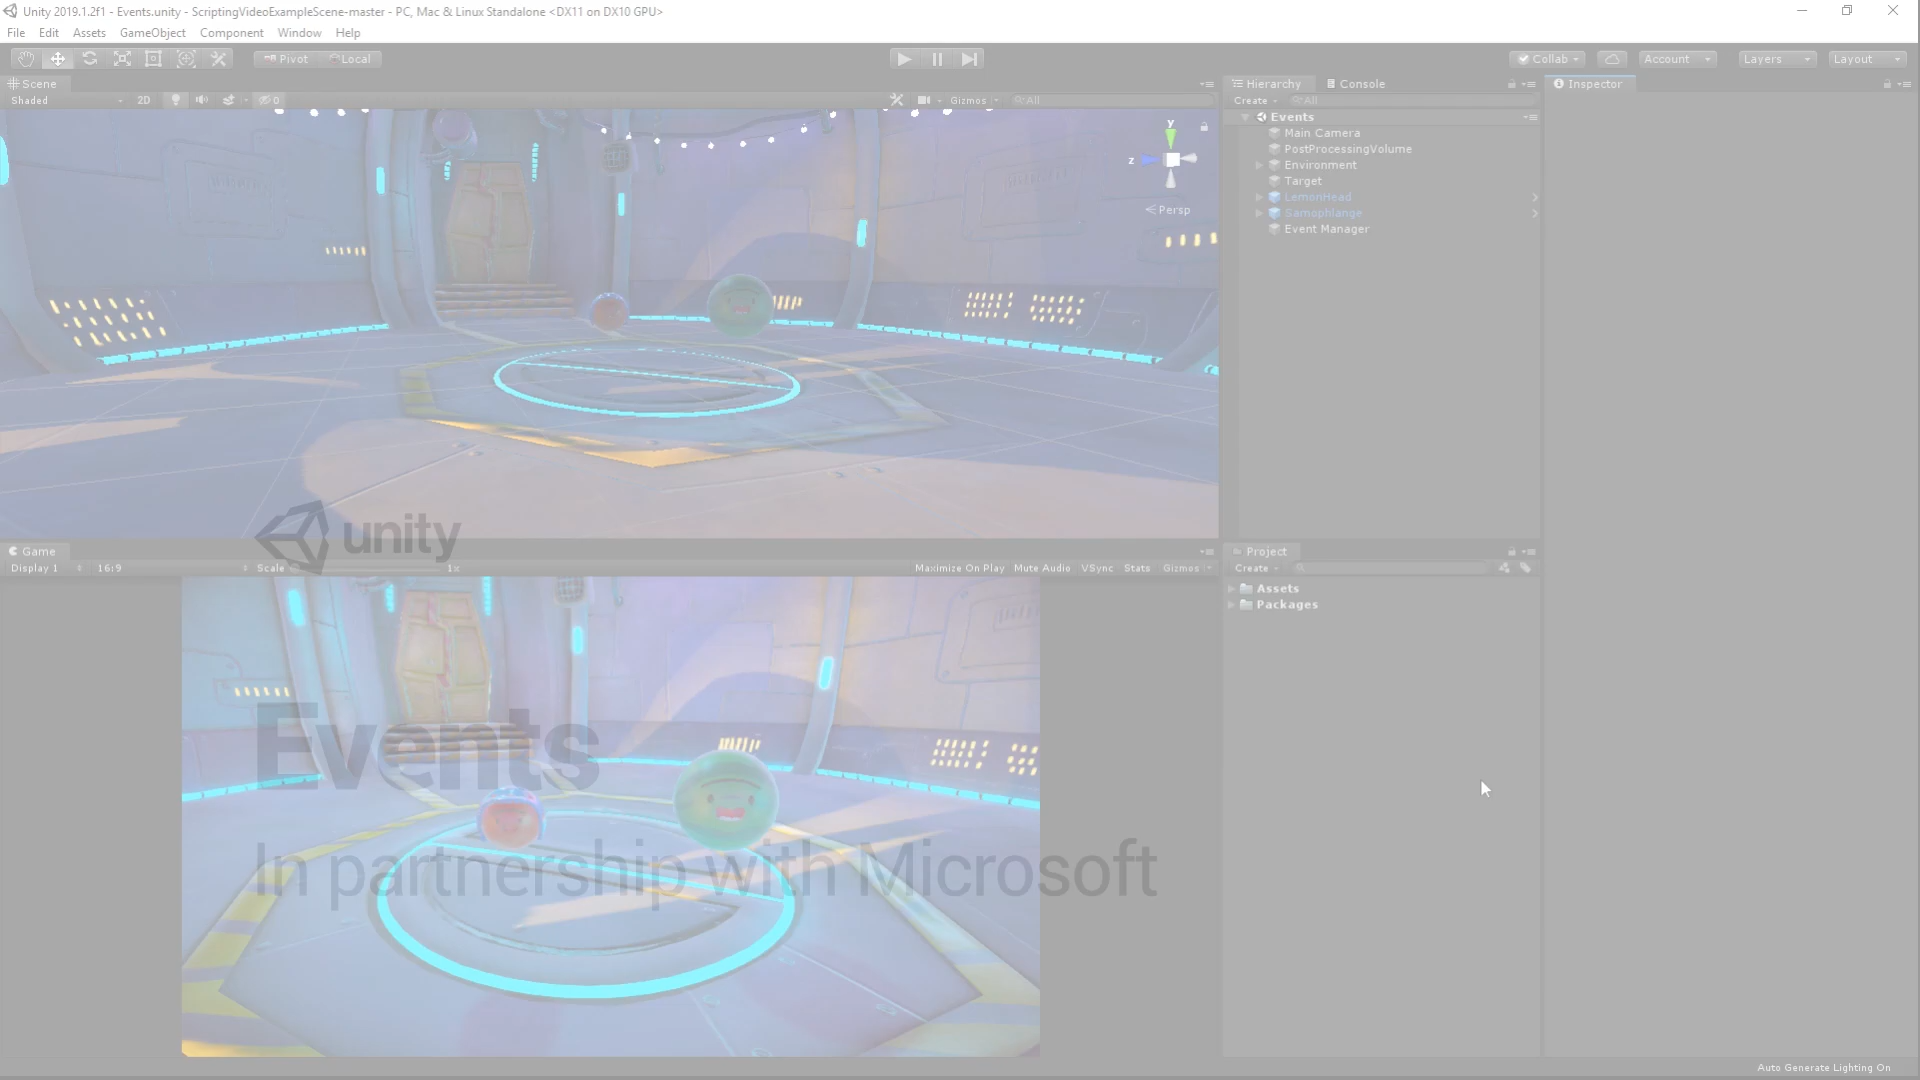 Unity 2019.1.2f1 - Events.unity - ScriptingVideoExampleScene-master - PC, Mac & Linux Standalone <DX11 on DX10 GPU>
File Edit Assets GameObject Component Window Help
Pivot Local Collab Account Layers Layout
Scene
Shaded 2D 0 Gizmos All
y
z
Persp
Hierarchy Console
Create All
Events
Main Camera
PostProcessingVolume
Environment
Target
LemonHead
Samophlange
Event Manager
Inspector
unity
Game
Display 1 16:9 Scale 1x Maximize On Play Mute Audio VSync Stats Gizmos
Project
Create
Assets
Packages
Events
In partnership with Microsoft
Auto Generate Lighting On